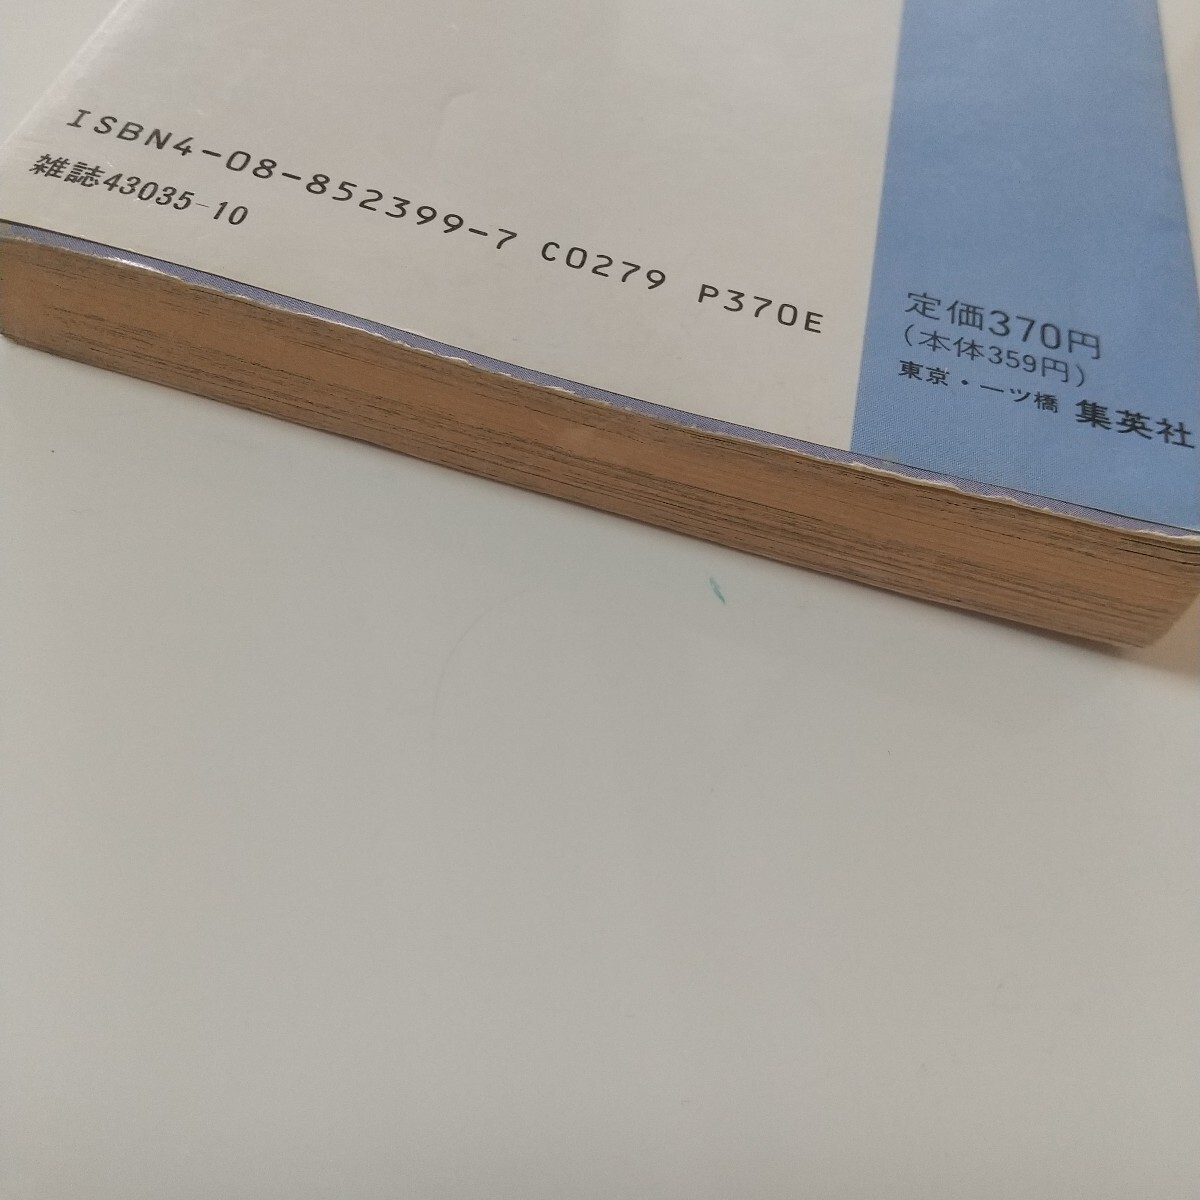 ISBN4-08-852399-7 C0279 P370E
雑誌43035-10
定価370円
(本体359円)
東京・一ツ橋 集英社